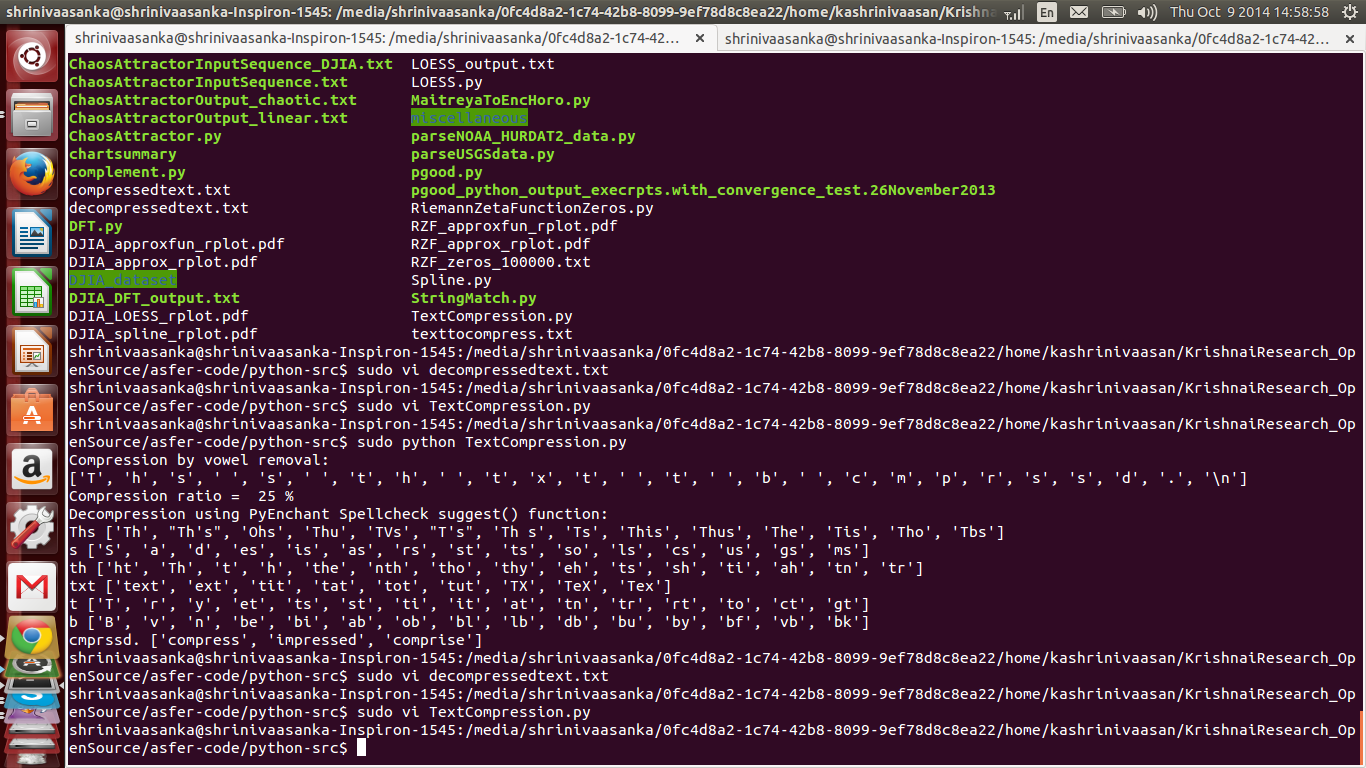 shrinivaasanka@shrinivaasanka-Inspiron-1545: /media/shrinivaasanka/0fc4d8a2-1c74-42b8-8099-9ef78d8c8ea22/home/kashrinivaasan/Krishna
En
Thu Oct 9 2014 14:58:58
shrinivaasanka@shrinivaasanka-Inspiron-1545: /media/shrinivaasanka/0fc4d8a2-1c74-42...
shrinivaasanka@shrinivaasanka-Inspiron-1545: /media/shrinivaasanka/0fc4d8a2-1c74-42...
ChaosAttractorInputSequence_DJIA.txt LOESS_output.txt
ChaosAttractorInputSequence.txt LOESS.py
ChaosAttractorOutput_chaotic.txt MaitreyaToEncHoro.py
ChaosAttractorOutput_linear.txt miscellaneous
ChaosAttractor.py parseNOAA_HURDAT2_data.py
chartsummary parseUSGSdata.py
complement.py pgood.py
compressedtext.txt pgood_python_output_execrpts.with_convergence_test.26November2013
decompressedtext.txt RiemannZetaFunctionZeros.py
DFT.py RZF_approxfun_rplot.pdf
DJIA_approxfun_rplot.pdf RZF_approx_rplot.pdf
DJIA_approx_rplot.pdf RZF_zeros_100000.txt
DJIA_dataset Spline.py
DJIA_DFT_output.txt StringMatch.py
DJIA_LOESS_rplot.pdf TextCompression.py
DJIA_spline_rplot.pdf texttocompress.txt
shrinivaasanka@shrinivaasanka-Inspiron-1545:/media/shrinivaasanka/0fc4d8a2-1c74-42b8-8099-9ef78d8c8ea22/home/kashrinivaasan/KrishnaiResearch_Op
enSource/asfer-code/python-src$ sudo vi decompressedtext.txt
shrinivaasanka@shrinivaasanka-Inspiron-1545:/media/shrinivaasanka/0fc4d8a2-1c74-42b8-8099-9ef78d8c8ea22/home/kashrinivaasan/KrishnaiResearch_Op
enSource/asfer-code/python-src$ sudo vi TextCompression.py
shrinivaasanka@shrinivaasanka-Inspiron-1545:/media/shrinivaasanka/0fc4d8a2-1c74-42b8-8099-9ef78d8c8ea22/home/kashrinivaasan/KrishnaiResearch_Op
enSource/asfer-code/python-src$ sudo python TextCompression.py
Compression by vowel removal:
['T', 'h', 's', ' ', 's', ' ', 't', 'h', ' ', 't', 'x', 't', ' ', 't', ' ', 'b', ' ', 'c', 'm', 'p', 'r', 's', 's', 'd', '.', '\n']
Compression ratio =  25 %
Decompression using PyEnchant Spellcheck suggest() function:
Ths ['Th', "Th's", 'Ohs', 'Thu', 'TVs', "T's", 'Th s', 'Ts', 'This', 'Thus', 'The', 'Tis', 'Tho', 'Tbs']
s ['S', 'a', 'd', 'es', 'is', 'as', 'rs', 'st', 'ts', 'so', 'ls', 'cs', 'us', 'gs', 'ms']
th ['ht', 'Th', 't', 'h', 'the', 'nth', 'tho', 'thy', 'eh', 'ts', 'sh', 'ti', 'ah', 'tn', 'tr']
txt ['text', 'ext', 'tit', 'tat', 'tot', 'tut', 'TX', 'TeX', 'Tex']
t ['T', 'r', 'y', 'et', 'ts', 'st', 'ti', 'it', 'at', 'tn', 'tr', 'rt', 'to', 'ct', 'gt']
b ['B', 'v', 'n', 'be', 'bi', 'ab', 'ob', 'bl', 'lb', 'db', 'bu', 'by', 'bf', 'vb', 'bk']
cmprssd. ['compress', 'impressed', 'comprise']
shrinivaasanka@shrinivaasanka-Inspiron-1545:/media/shrinivaasanka/0fc4d8a2-1c74-42b8-8099-9ef78d8c8ea22/home/kashrinivaasan/KrishnaiResearch_Op
enSource/asfer-code/python-src$ sudo vi decompressedtext.txt
shrinivaasanka@shrinivaasanka-Inspiron-1545:/media/shrinivaasanka/0fc4d8a2-1c74-42b8-8099-9ef78d8c8ea22/home/kashrinivaasan/KrishnaiResearch_Op
enSource/asfer-code/python-src$ sudo vi TextCompression.py
shrinivaasanka@shrinivaasanka-Inspiron-1545:/media/shrinivaasanka/0fc4d8a2-1c74-42b8-8099-9ef78d8c8ea22/home/kashrinivaasan/KrishnaiResearch_Op
enSource/asfer-code/python-src$